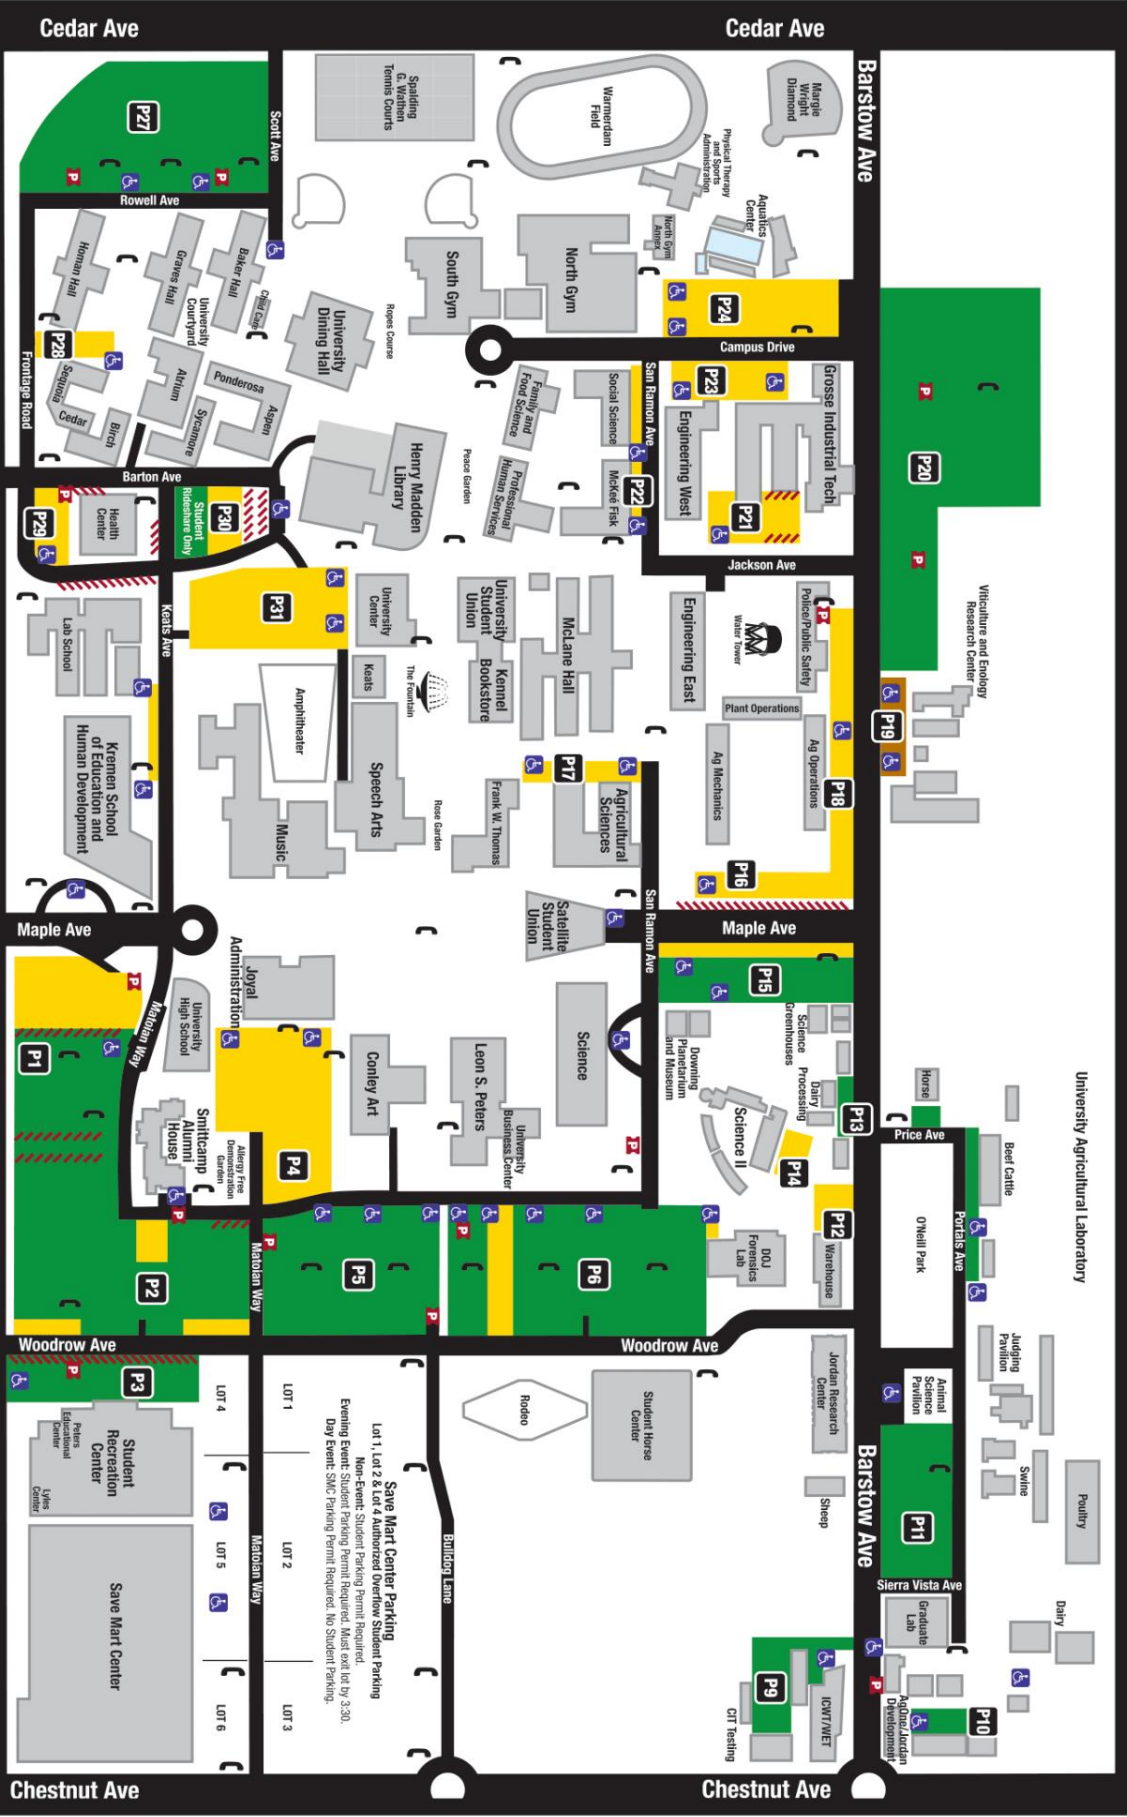 Cedar Ave
Cedar Ave
Barstow Ave
P27
Scott Ave
Rowell Ave
Spalding
G. Wathen
Tennis Courts
Warmerdam
Field
Margie
Wright
Diamond
Physical Therapy
and Sports
Administration
Aquatics
Center
North Gym
Annex
North Gym
South Gym
P24
Campus Drive
Homan Hall
Graves Hall
Baker Hall
Child Care
University
Courtyard
University
Dining Hall
Ropes Course
P28
Frontage Road
Sequoia
Cedar
Birch
Atrium
Sycamore
Ponderosa
Aspen
Barton Ave
Henry Madden
Library
Peace Garden
Family and
Food Science
Professional
Human Services
Social Science
McKee Fisk
San Ramon Ave
P22
P23
Engineering West
Grosse Industrial Tech
P21
Jackson Ave
P20
P29
Health
Center
P30
Student
Rideshare Only
P31
Keats Ave
Lab School
University
Center
Keats
The Fountain
University
Student
Union
Kennel
Bookstore
McLane Hall
Engineering East
Water Tower
Police/Public Safety
Plant Operations
Ag Operations
Ag Mechanics
P18
P19
Viticulture and Enology
Research Center
Kremen School
of Education and
Human Development
Amphitheater
Speech Arts
Music
Rose Garden
Frank W. Thomas
P17
Agricultural
Sciences
P16
Satellite
Student
Union
San Ramon Ave
Maple Ave
Maple Ave
Matoian Way
University
High School
Joyal
Administration
P1
P15
Science
Greenhouses
Downing
Planetarium
and Museum
Science
Science II
Dairy
Processing
P13
P14
P12
Warehouse
DOJ
Forensics
Lab
Horse
Price Ave
Beef Cattle
Portals Ave
O'Neill Park
University Agricultural Laboratory
Smittcamp
Alumni
House
Allergy Free
Demonstration
Garden
P4
Conley Art
Leon S. Peters
University
Business Center
P2
Matoian Way
P5
P6
Woodrow Ave
Woodrow Ave
P3
Student
Recreation
Center
Peters
Educational
Center
Lyles
Center
Save Mart Center
LOT 4
LOT 5
LOT 6
Matoian Way
LOT 1
LOT 2
LOT 3
Save Mart Center Parking
Lot 1, Lot 2 & Lot 4 Authorized Overflow Student Parking
Non-Event: Student Parking Permit Required.
Evening Event: Student Parking Permit Required. Must exit lot by 3:30.
Day Event: SMC Parking Permit Required. No Student Parking.
Bulldog Lane
Rodeo
Student Horse
Center
Jordan Research
Center
Sheep
Barstow Ave
Animal
Science
Pavilion
Judging
Pavilion
Swine
Poultry
P11
Sierra Vista Ave
Graduate
Lab
Dairy
P9
ICWT/WET
CIT Testing
P10
AgOne/Jordan
Development
Chestnut Ave
Chestnut Ave
P
P
P
P
P
P
P
P
P
P
P
P
P
P